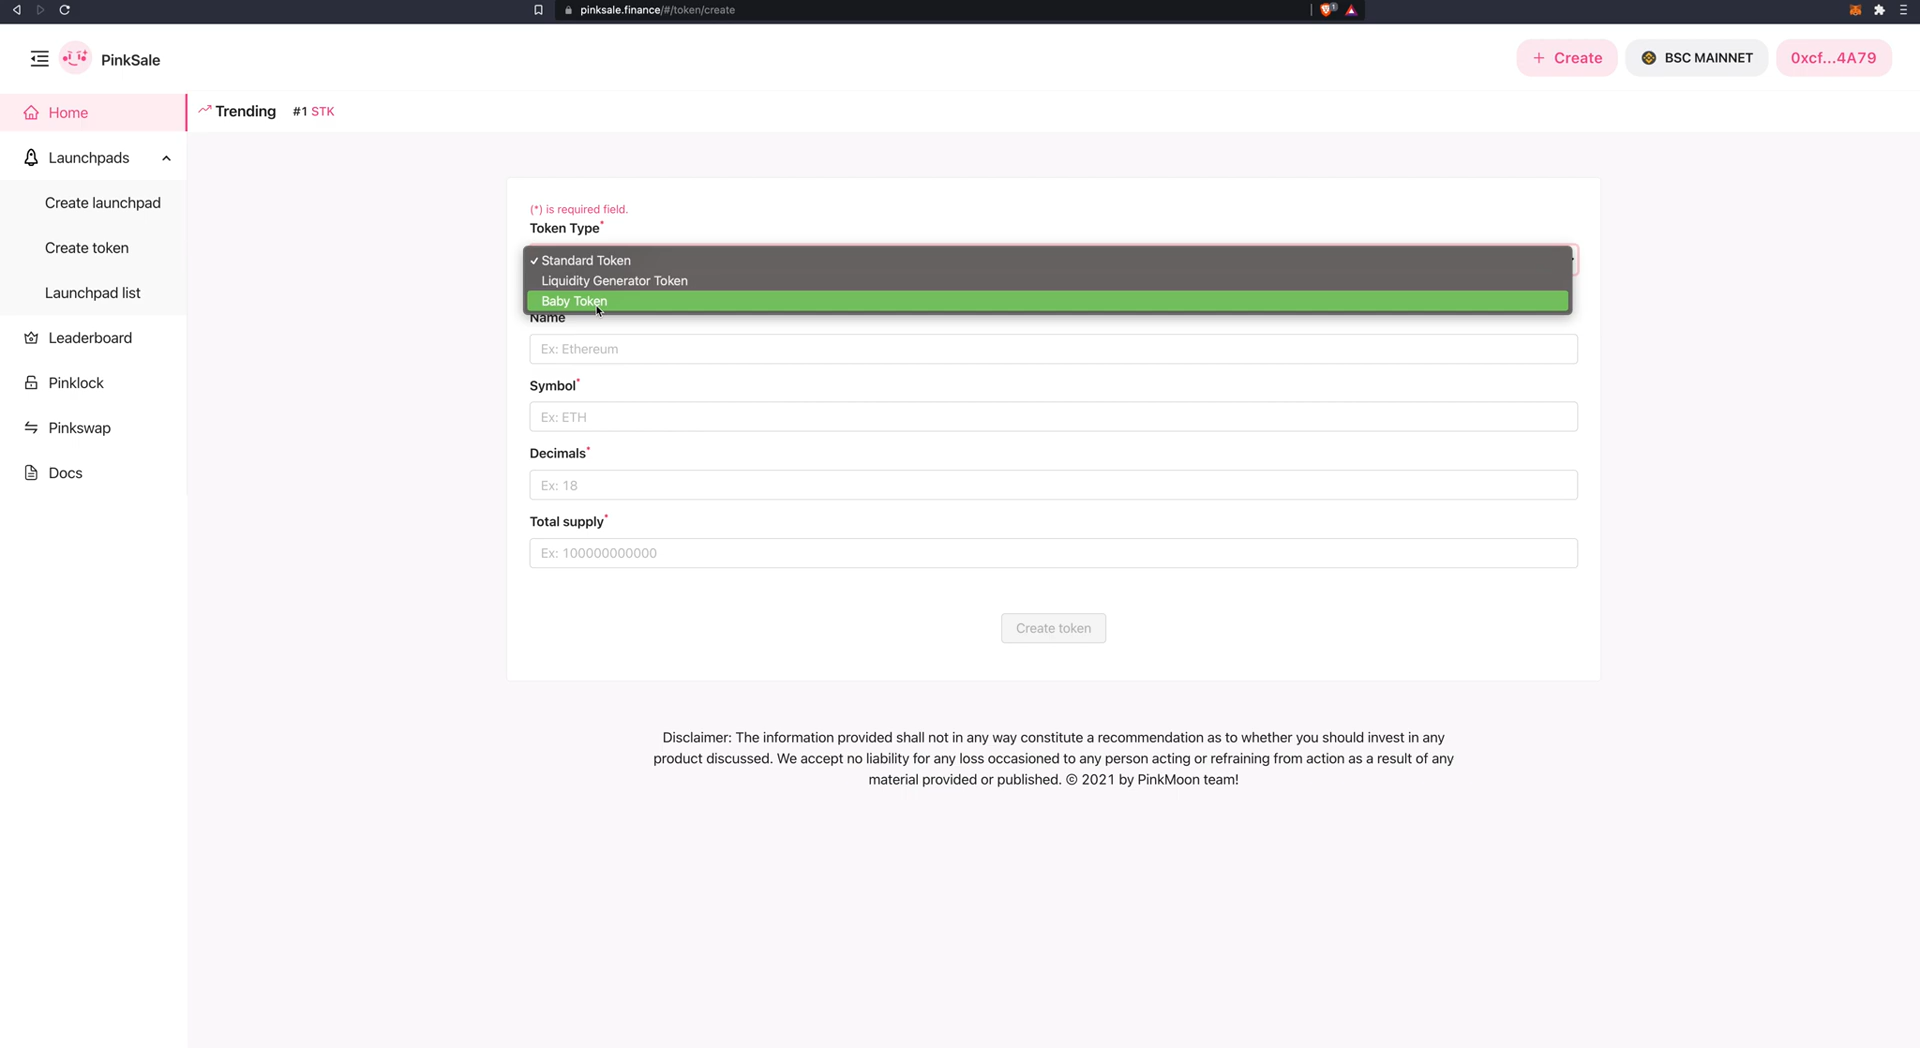 pinksale.finance/#/token/create
1
PinkSale
+ Create
BSC MAINNET
0xcf...4A79
Home
Trending #1 STK
Launchpads
Create launchpad
Create token
Launchpad list
Leaderboard
Pinklock
Pinkswap
Docs
(*) is required field.
Token Type*
✓ Standard Token
Liquidity Generator Token
Baby Token
Name
Ex: Ethereum
Symbol*
Ex: ETH
Decimals*
Ex: 18
Total supply*
Ex: 100000000000
Create token
Disclaimer: The information provided shall not in any way constitute a recommendation as to whether you should invest in any
product discussed. We accept no liability for any loss occasioned to any person acting or refraining from action as a result of any
material provided or published. © 2021 by PinkMoon team!